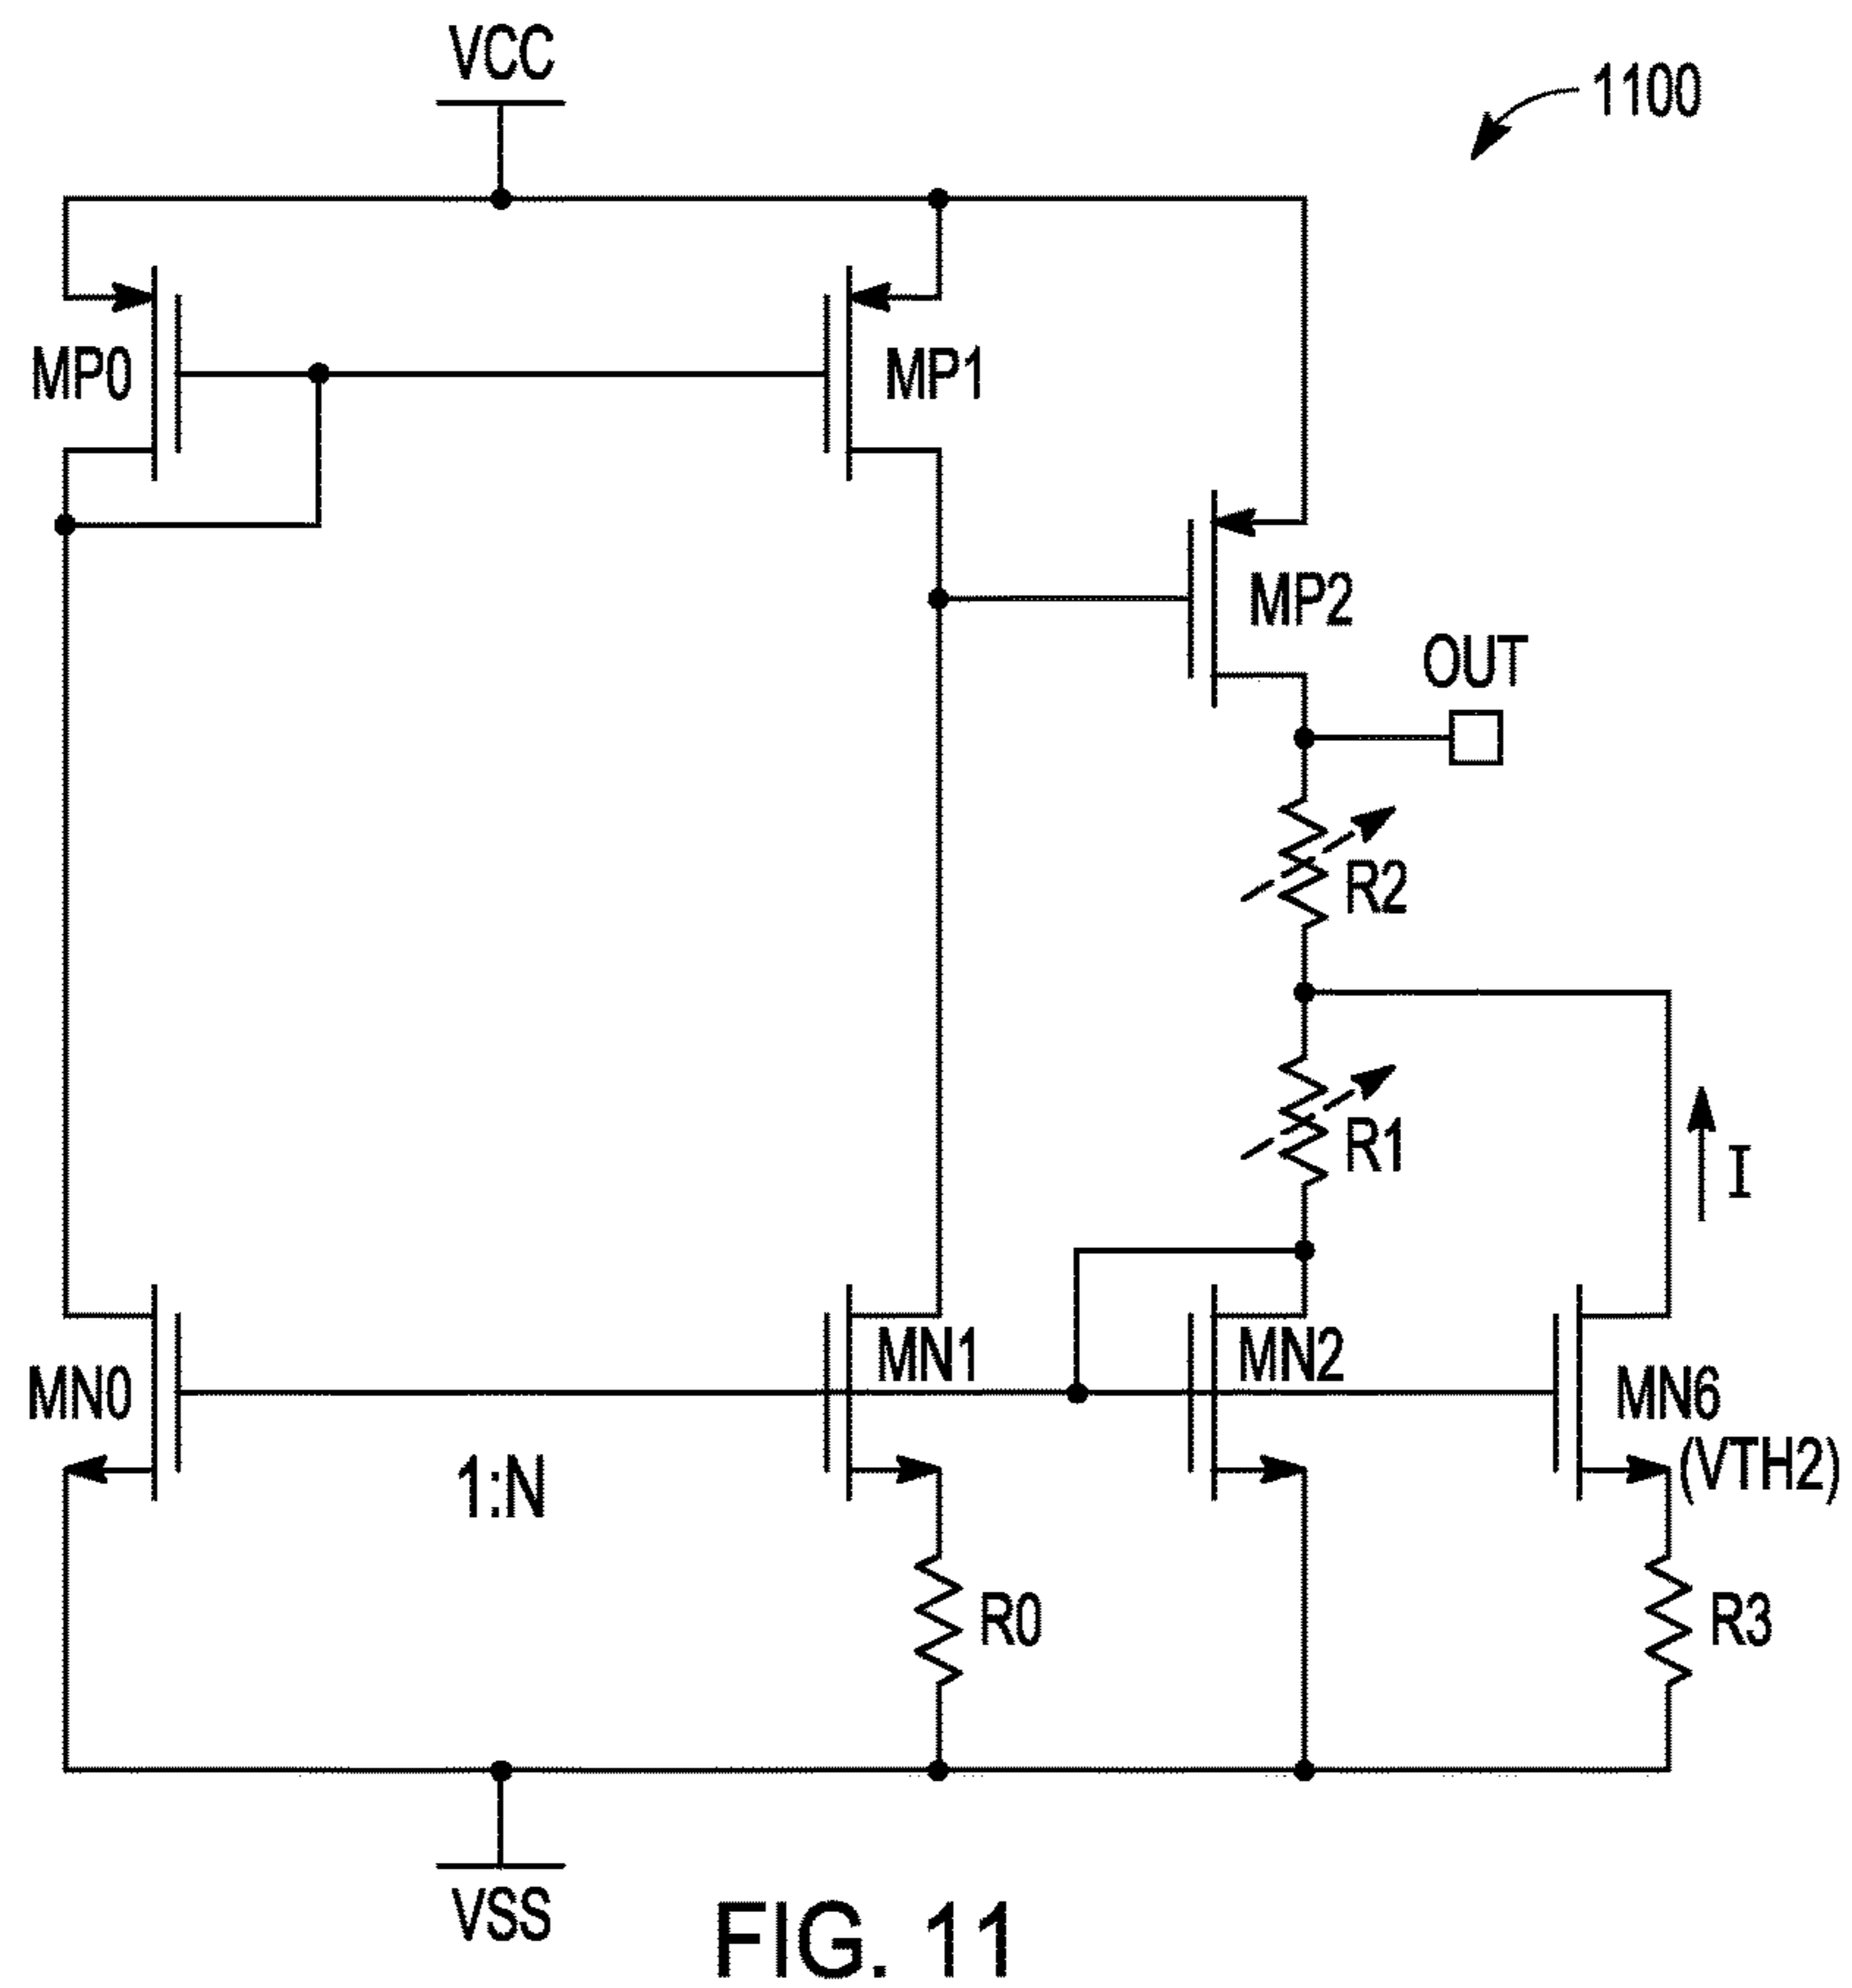 VCC
1100
MP0
MP1
MP2
OUT
R2
R1
I
MN0
1:N
MN1
MN2
MN6
(VTH2)
R0
R3
VSS
FIG. 11